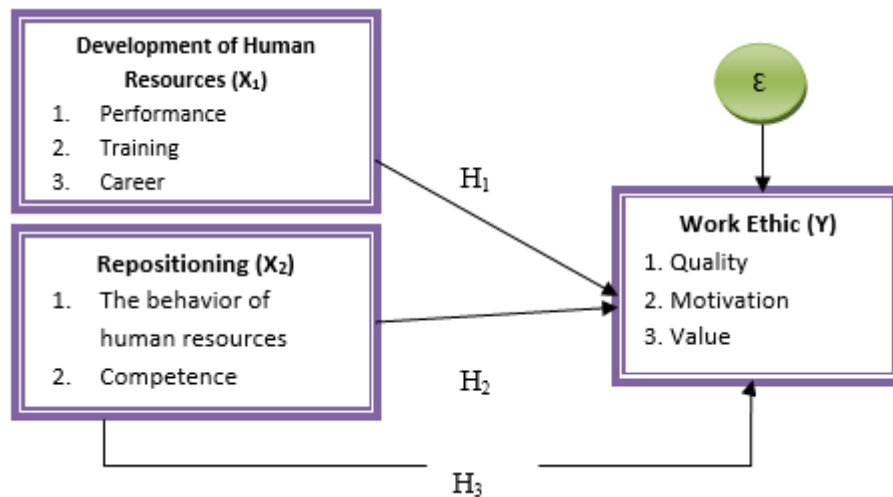 Development of Human
Resources (X₁)
1. Performance
2. Training
3. Career
Repositioning (X₂)
1. The behavior of
human resources
2. Competence
H₁
H₂
H₃
ε
Work Ethic (Y)
1. Quality
2. Motivation
3. Value